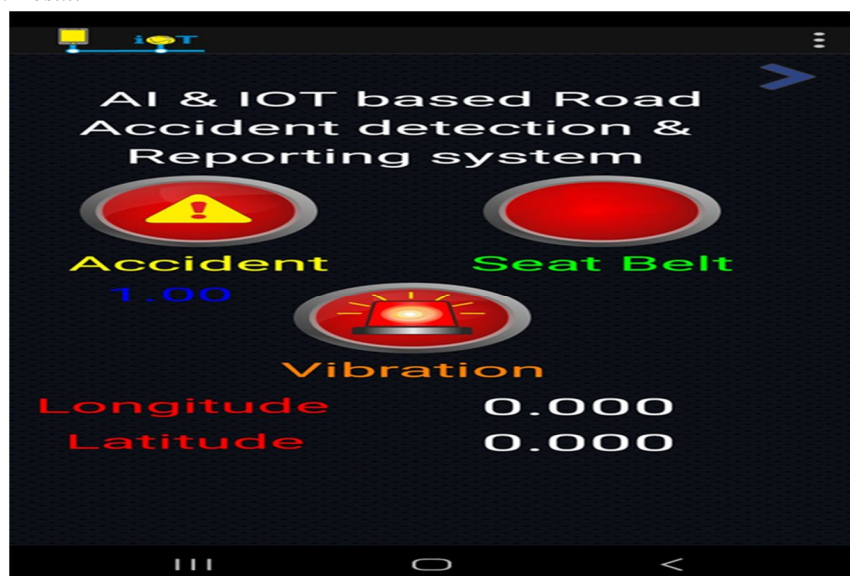 iOT
AI & IOT based Road
Accident detection &
Reporting system
Accident
Seat Belt
1.00
Vibration
Longitude 0.000
Latitude 0.000